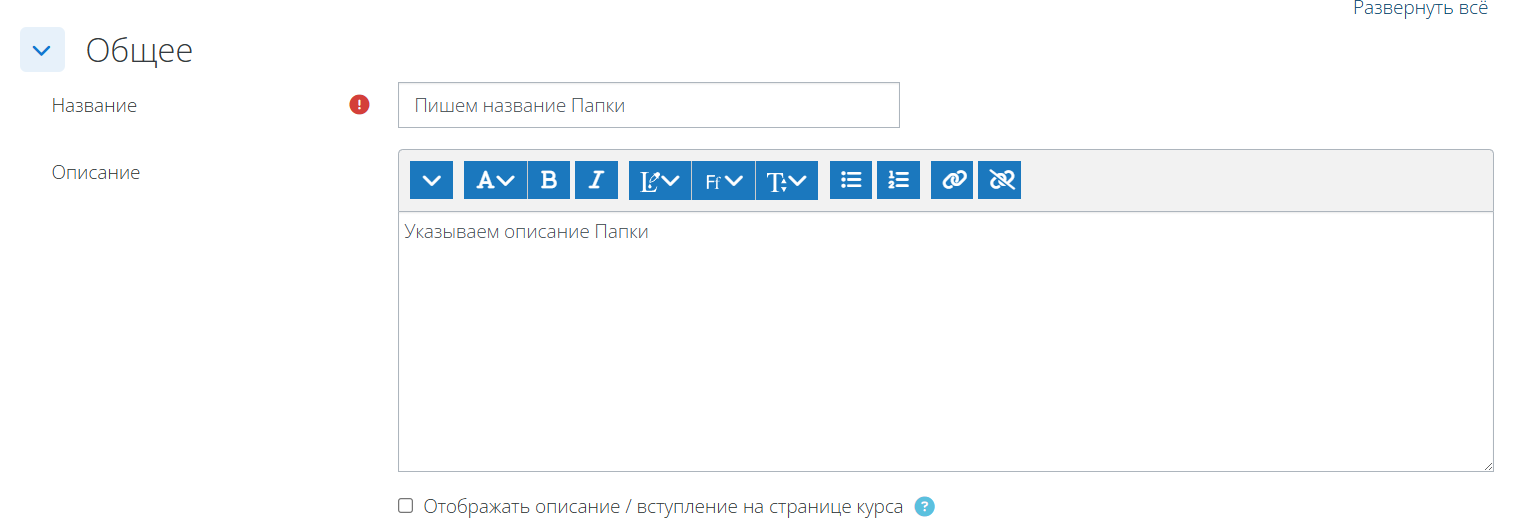 Развернуть всё
Общее
Название
Пишем название Папки
Описание
Указываем описание Папки
Отображать описание / вступление на странице курса